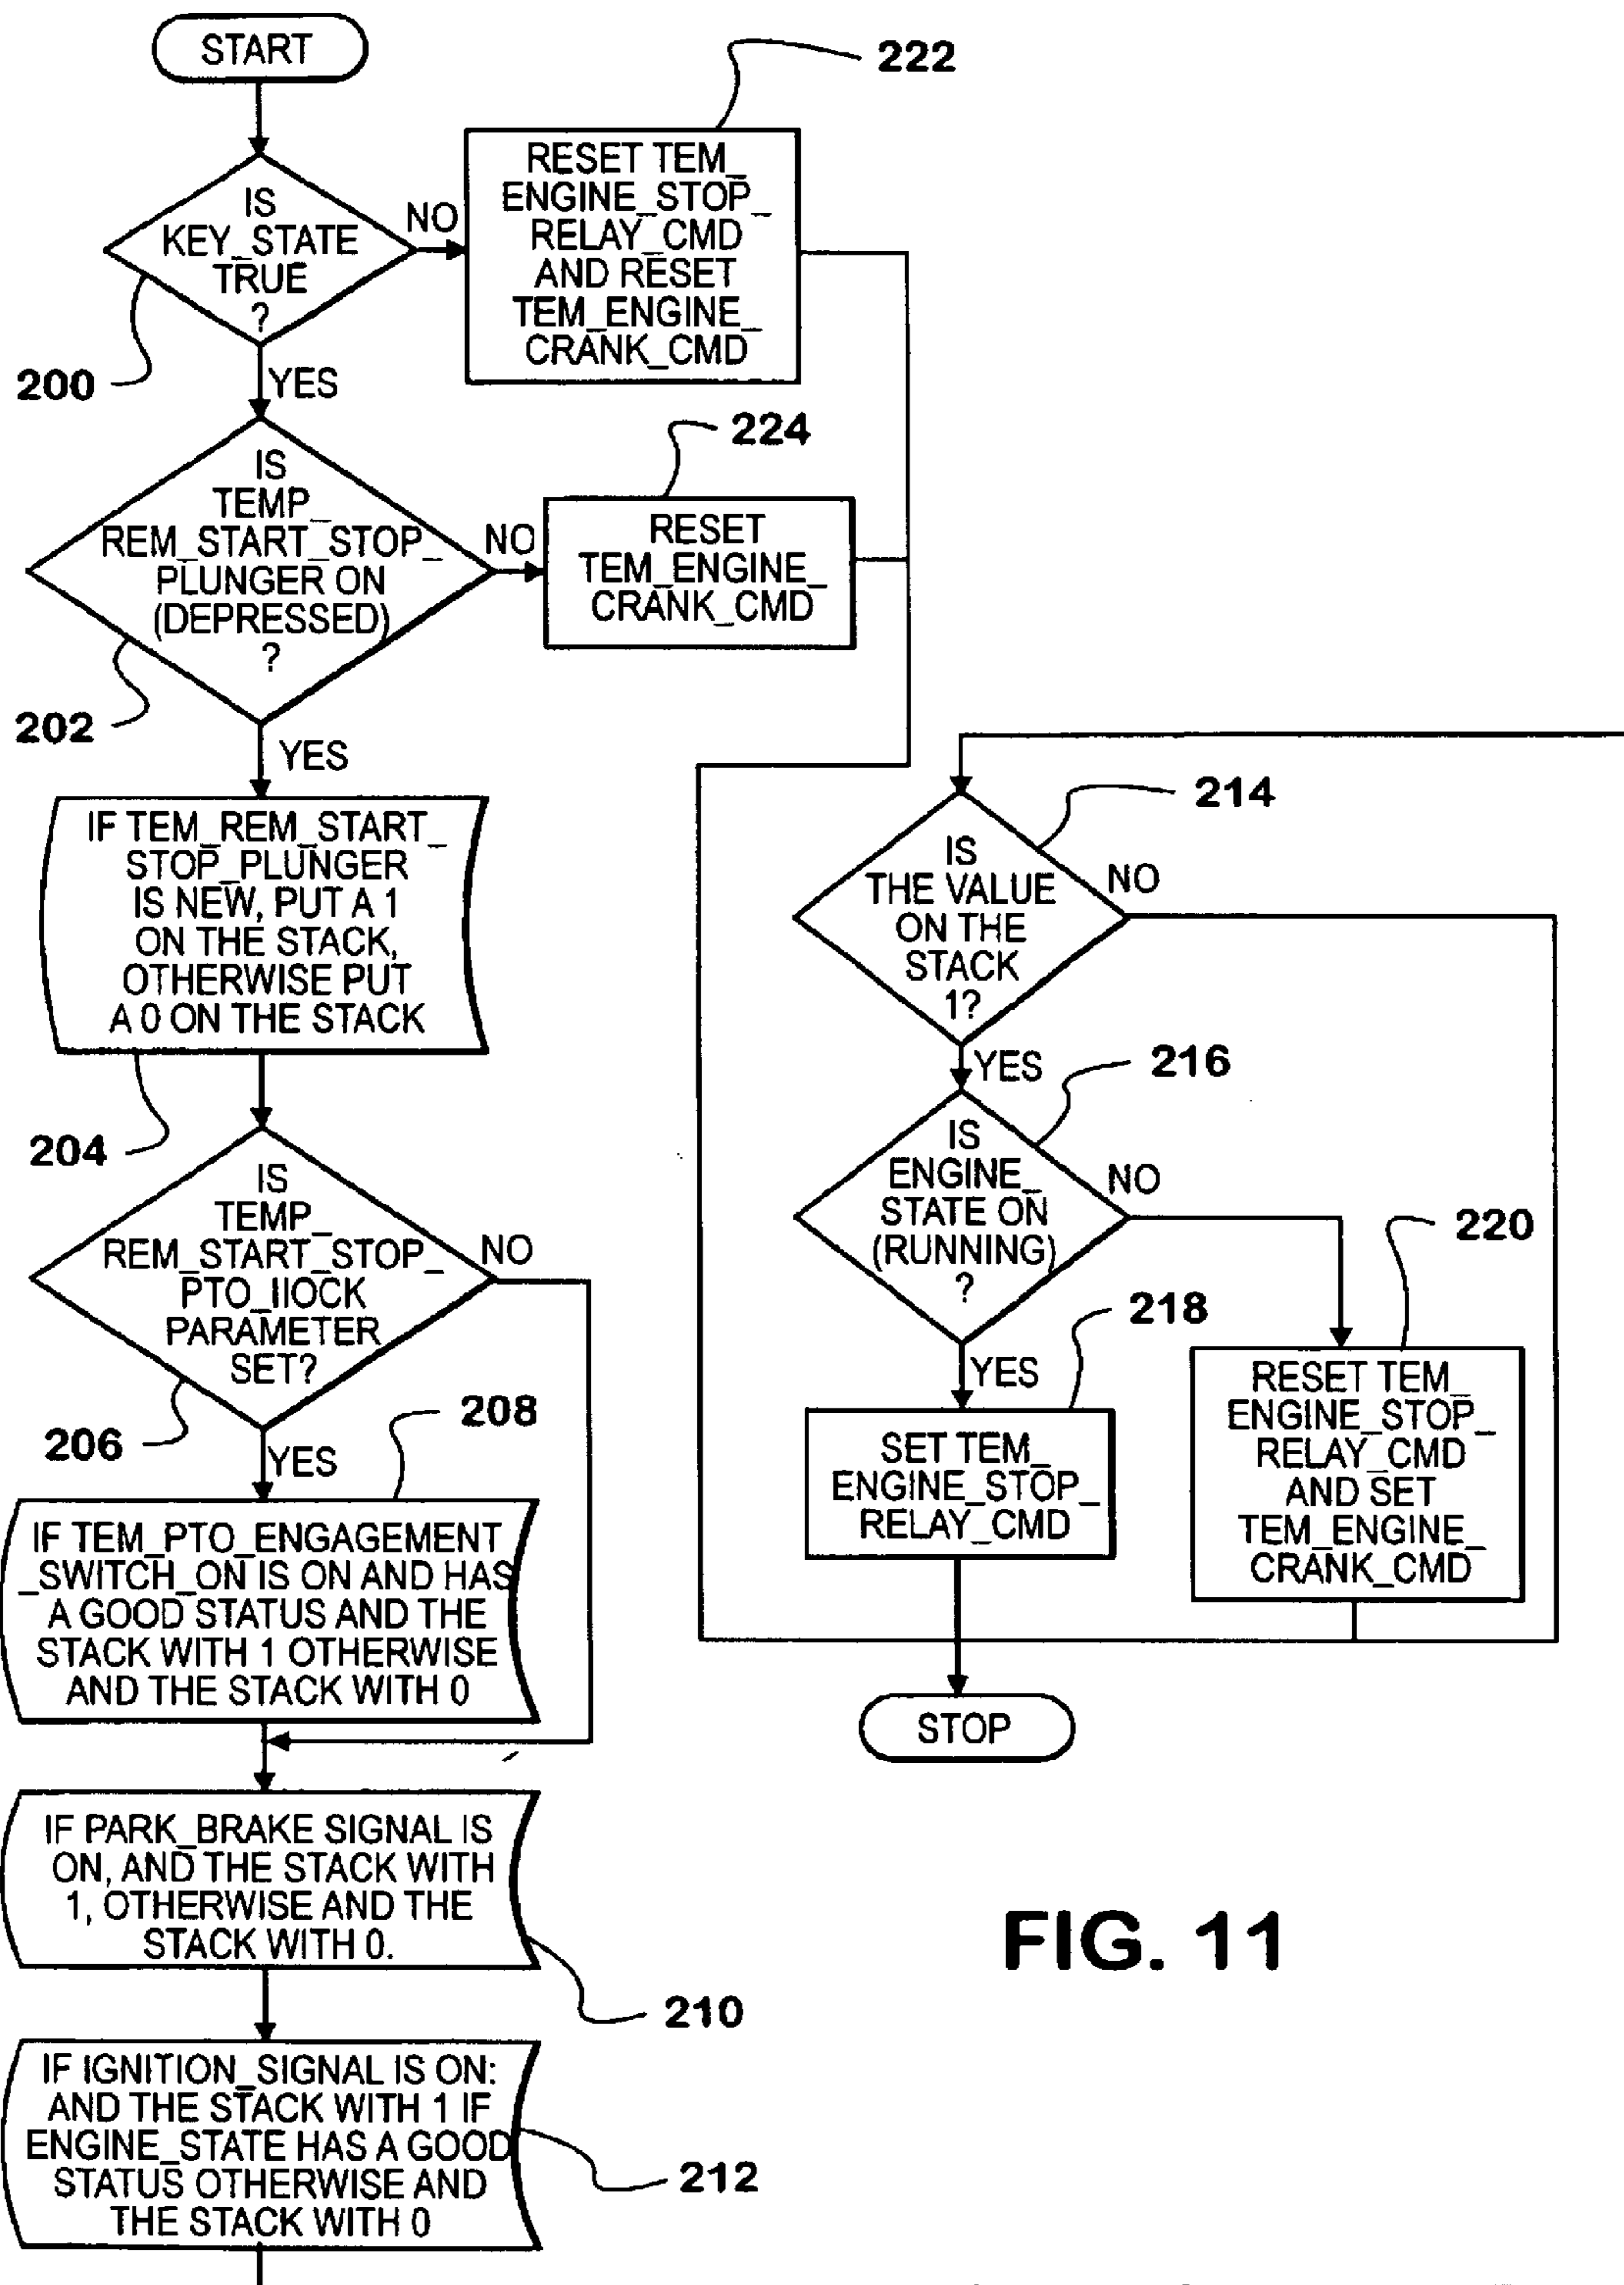 START
222
RESET TEM_
ENGINE_STOP_
RELAY_CMD
AND RESET
TEM_ENGINE_
CRANK_CMD
IS
KEY_STATE
TRUE
?
NO
200
YES
224
IS
TEMP_
REM_START_STOP_
PLUNGER ON
(DEPRESSED)
?
NO
RESET
TEM_ENGINE_
CRANK_CMD
202
YES
IF TEM_REM_START_
STOP_PLUNGER
IS NEW, PUT A 1
ON THE STACK,
OTHERWISE PUT
A 0 ON THE STACK
204
IS
TEMP_
REM_START_STOP_
PTO_IIOCK
PARAMETER
SET?
NO
206
YES
208
IF TEM_PTO_ENGAGEMENT
_SWITCH_ON IS ON AND HAS
A GOOD STATUS AND THE
STACK WITH 1 OTHERWISE
AND THE STACK WITH 0
IF PARK_BRAKE SIGNAL IS
ON, AND THE STACK WITH
1, OTHERWISE AND THE
STACK WITH 0.
210
IF IGNITION_SIGNAL IS ON:
AND THE STACK WITH 1 IF
ENGINE_STATE HAS A GOOD
STATUS OTHERWISE AND
THE STACK WITH 0
212
214
IS
THE VALUE
ON THE
STACK
1?
NO
YES
216
IS
ENGINE_
STATE ON
(RUNNING)
?
NO
220
YES
218
SET TEM_
ENGINE_STOP_
RELAY_CMD
RESET TEM_
ENGINE_STOP_
RELAY_CMD
AND SET
TEM_ENGINE_
CRANK_CMD
STOP
FIG. 11